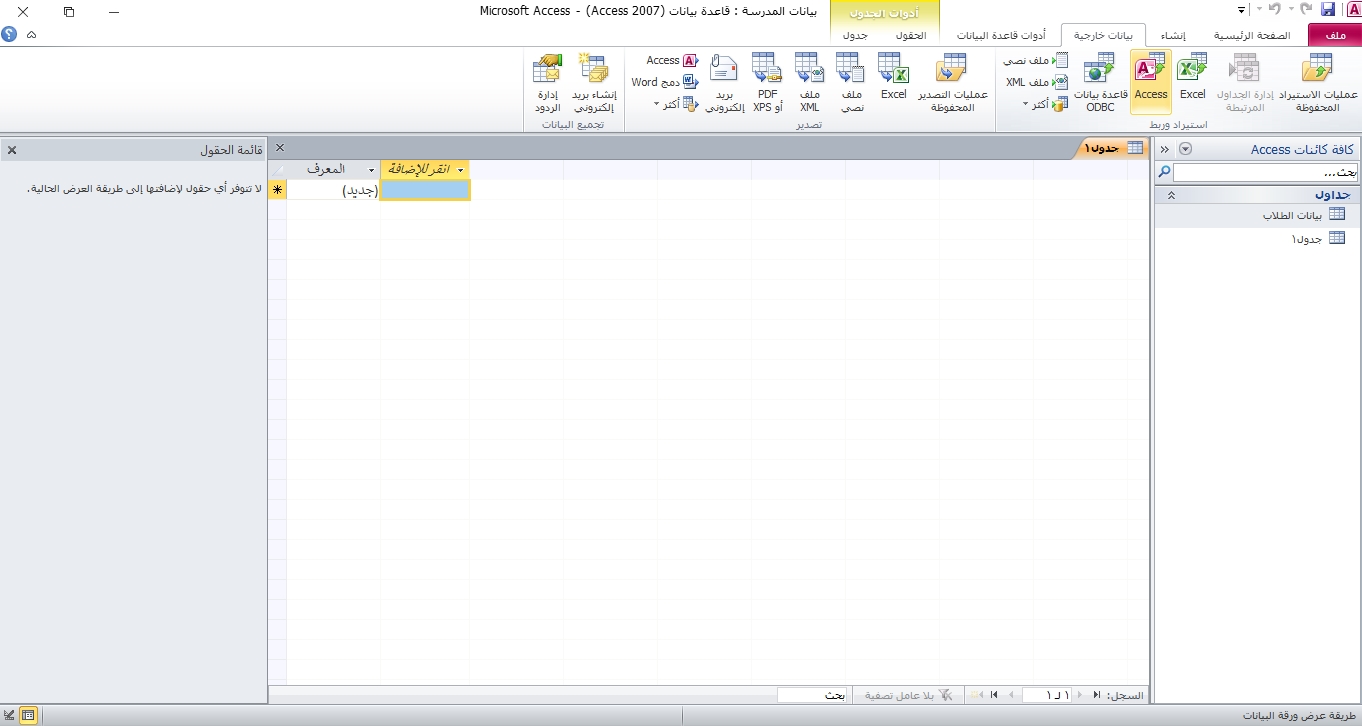 بيانات المدرسة : قاعدة بيانات (Access 2007) - Microsoft Access
أدوات الجدول
ملف
الصفحة الرئيسية
إنشاء
بيانات خارجية
أدوات قاعدة البيانات
الحقول
جدول
عمليات الاستيراد المحفوظة
إدارة الجداول المرتبطة
Excel
Access
قاعدة بيانات ODBC
ملف نصي
ملف XML
أكثر
استيراد وربط
عمليات التصدير المحفوظة
Excel
ملف نصي
ملف XML
PDF أو XPS
بريد إلكتروني
Access
دمج Word
أكثر
تصدير
إنشاء بريد إلكتروني
إدارة الردود
تجميع البيانات
كافة كائنات Access
بحث...
جداول
بيانات الطلاب
جدول١
جدول١
المعرف
انقر للإضافة
(جديد)
قائمة الحقول
لا تتوفر أي حقول لإضافتها إلى طريقة العرض الحالية.
السجل:
١ لـ ١
بلا عامل تصفية
بحث
طريقة عرض ورقة البيانات